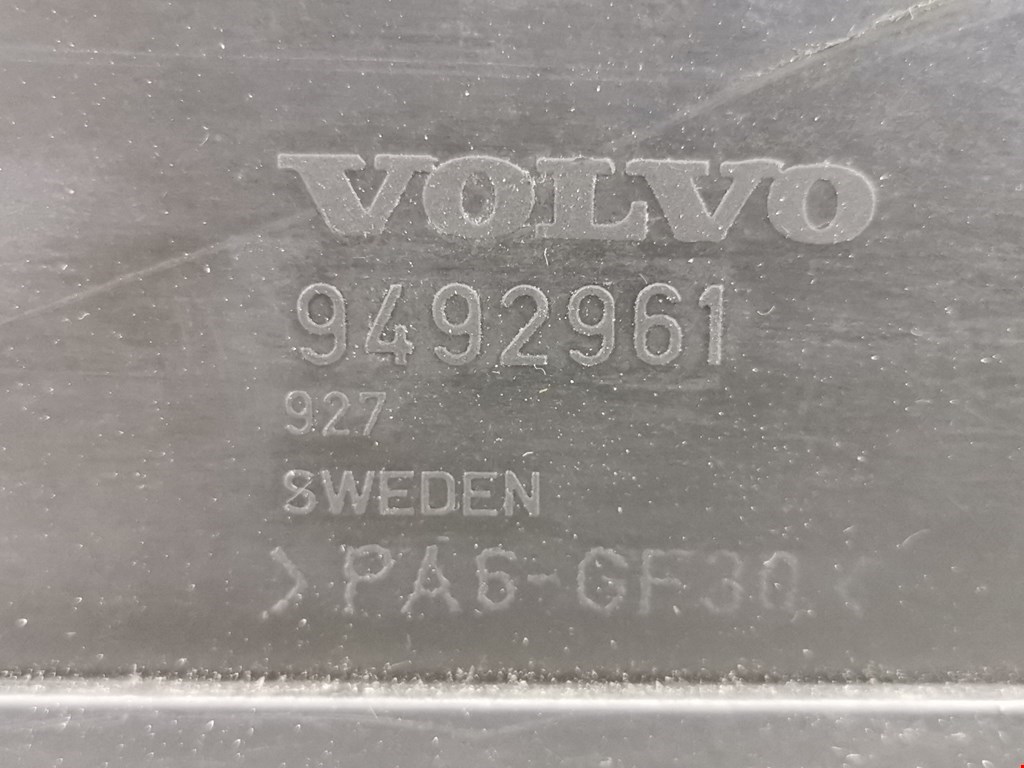 VOLVO
9492961
927
SWEDEN
>PA6-GF30<